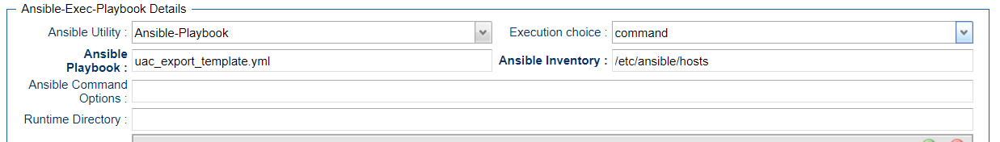 Ansible-Exec-Playbook Details
Ansible Utility : Ansible-Playbook Execution choice : command
Ansible Playbook : uac_export_template.yml Ansible Inventory : /etc/ansible/hosts
Ansible Command Options :
Runtime Directory :